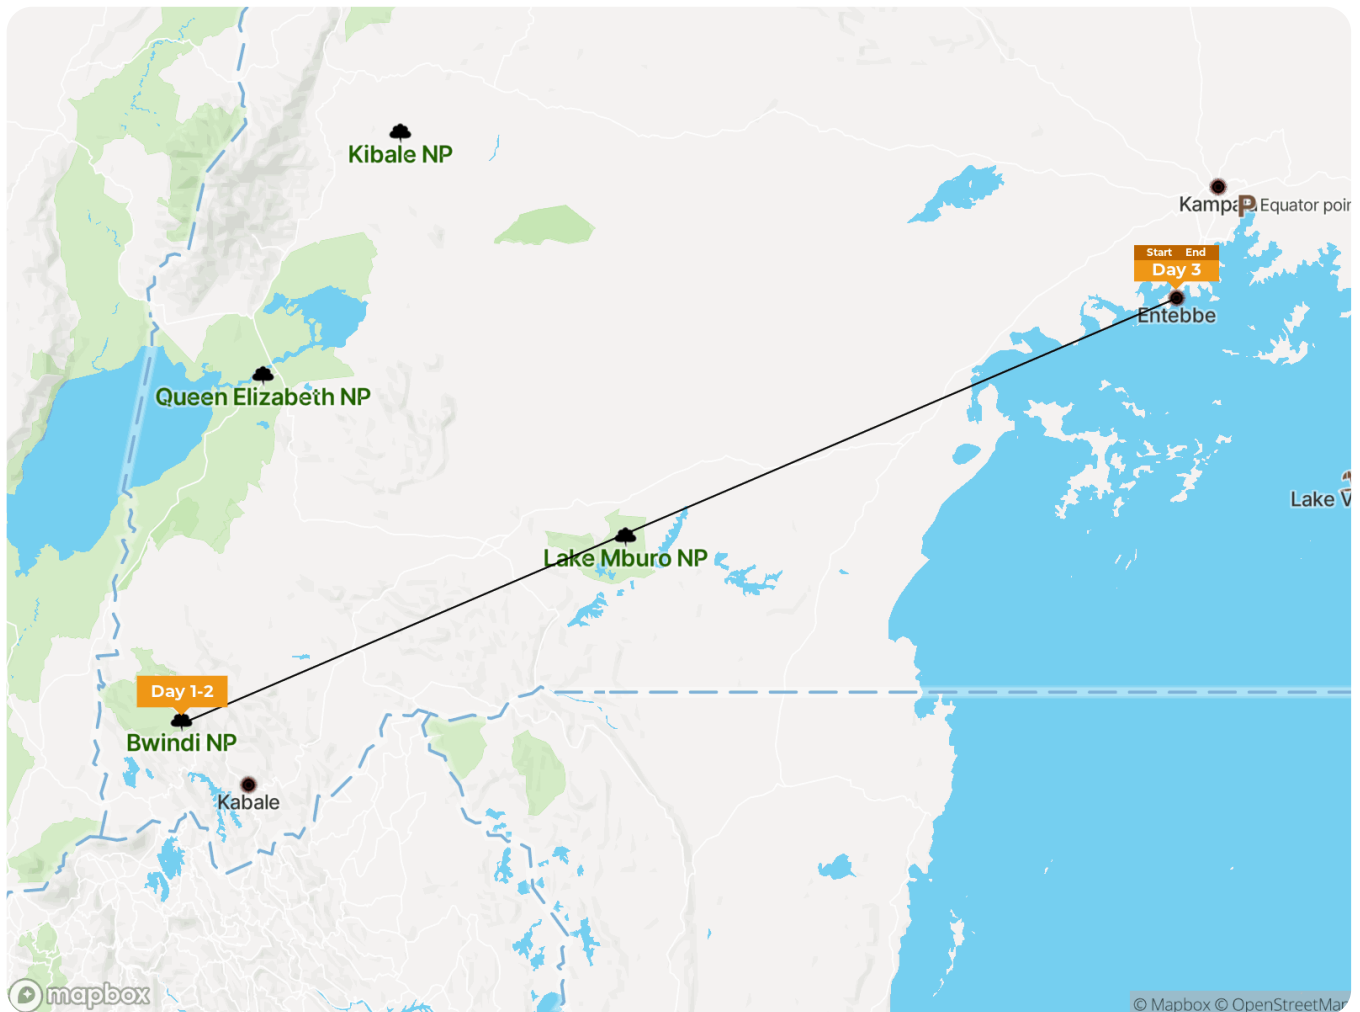 Kibale NP
Kampa
P Equator poin
Start End
Day 3
Entebbe
Queen Elizabeth NP
Lake V
Lake Mburo NP
Day 1-2
Bwindi NP
Kabale
mapbox
© Mapbox © OpenStreetMap